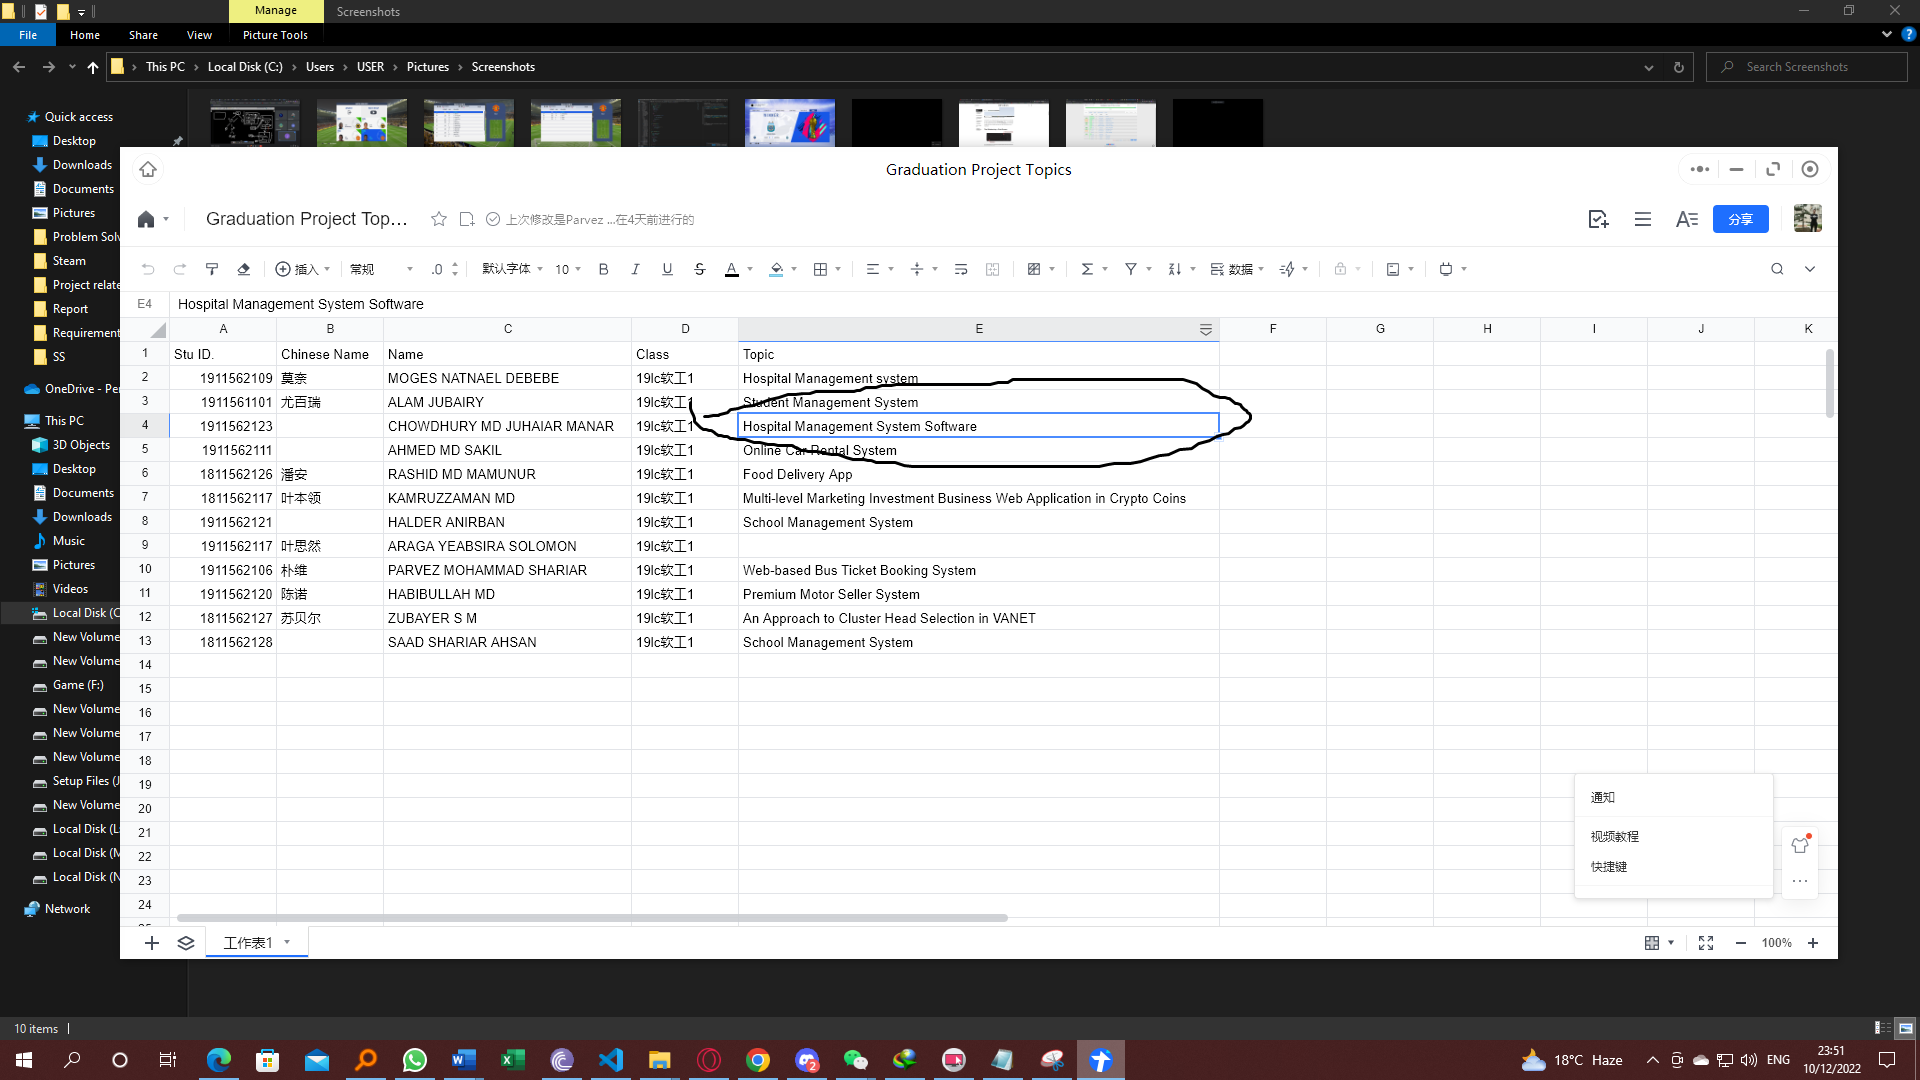 Manage
Screenshots
File
Home
Share
View
Picture Tools
This PC
Local Disk (C:)
Users
USER
Pictures
Screenshots
Search Screenshots
Quick access
Desktop
Downloads
Documents
Pictures
Problem Solv
Steam
Project relate
Report
Requirement
SS
OneDrive - Per
This PC
3D Objects
Desktop
Documents
Downloads
Music
Pictures
Videos
Local Disk (C
New Volume
New Volume
Game (F:)
New Volume
New Volume
New Volume
Setup Files (J
New Volume
Local Disk (L:
Local Disk (M
Local Disk (N
Network
Graduation Project Topics
Graduation Project Top...
上次修改是Parvez ...在4天前进行的
分享
插入
常规
.0
默认字体
10
B
I
U
S
A
数据
E4
Hospital Management System Software
A B C D E F G H I J K
1 Stu ID. Chinese Name Name Class Topic
2 1911562109 莫奈 MOGES NATNAEL DEBEBE 19lc软工1 Hospital Management system
3 1911561101 尤百瑞 ALAM JUBAIRY 19lc软工1 Student Management System
4 1911562123 CHOWDHURY MD JUHAIAR MANAR 19lc软工1 Hospital Management System Software
5 1911562111 AHMED MD SAKIL 19lc软工1 Online Car Rental System
6 1811562126 潘安 RASHID MD MAMUNUR 19lc软工1 Food Delivery App
7 1811562117 叶本领 KAMRUZZAMAN MD 19lc软工1 Multi-level Marketing Investment Business Web Application in Crypto Coins
8 1911562121 HALDER ANIRBAN 19lc软工1 School Management System
9 1911562117 叶思然 ARAGA YEABSIRA SOLOMON 19lc软工1
10 1911562106 朴维 PARVEZ MOHAMMAD SHARIAR 19lc软工1 Web-based Bus Ticket Booking System
11 1911562120 陈诺 HABIBULLAH MD 19lc软工1 Premium Motor Seller System
12 1811562127 苏贝尔 ZUBAYER S M 19lc软工1 An Approach to Cluster Head Selection in VANET
13 1811562128 SAAD SHARIAR AHSAN 19lc软工1 School Management System
14
15
16
17
18
19
20
21
22
23
24
通知
视频教程
快捷键
工作表1
100%
10 items
18°C Haze
ENG
23:51
10/12/2022